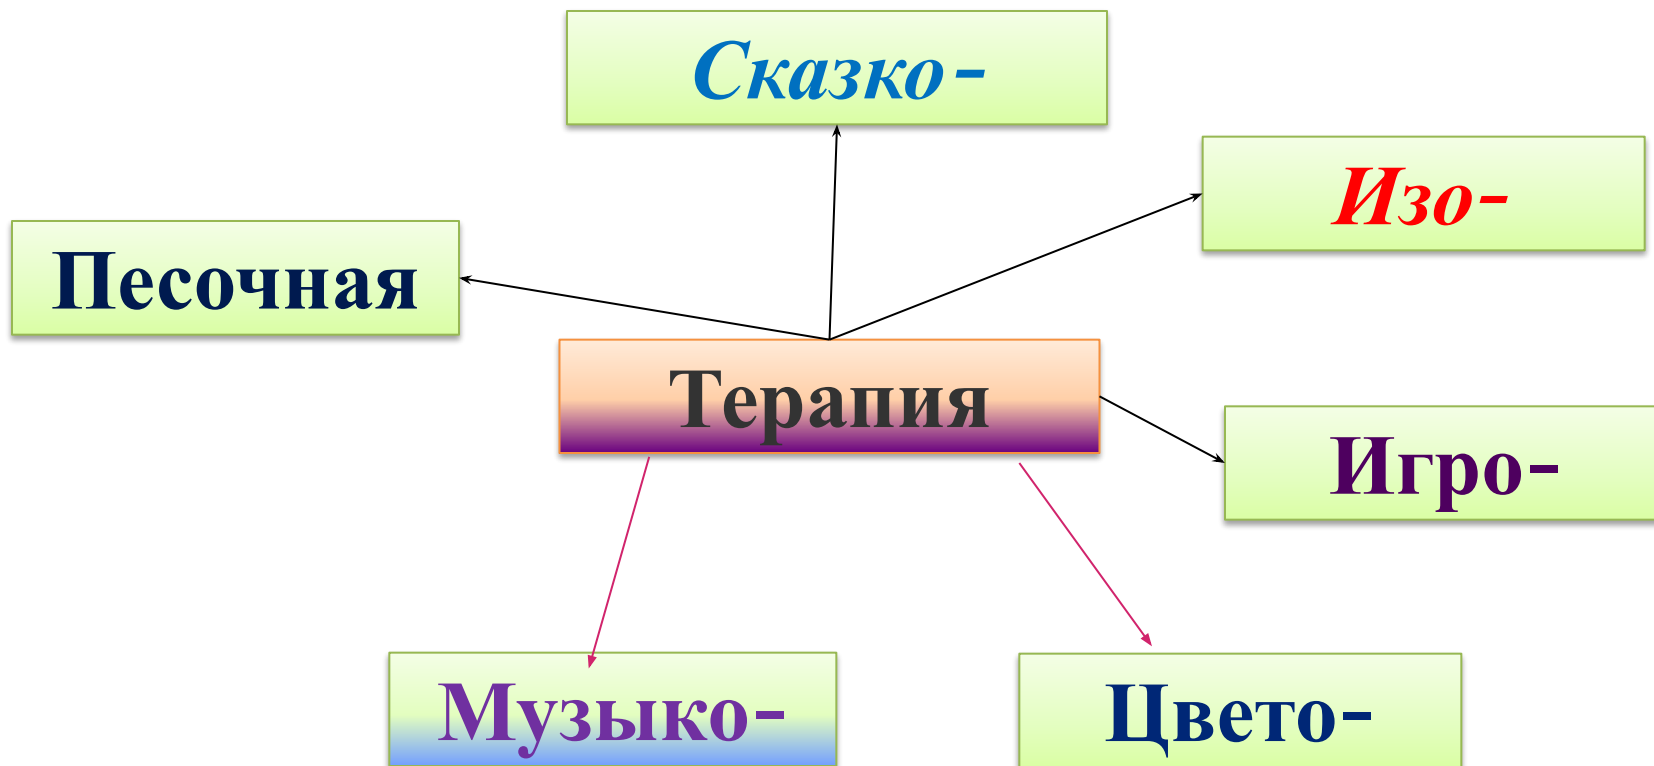 Сказко-
Изо-
Песочная
Терапия
Игро-
Музыко-
Цвето-